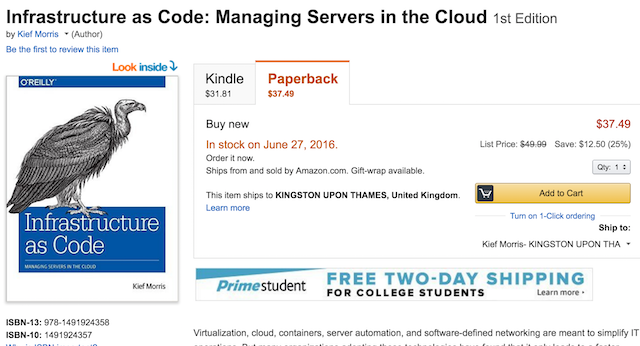 Infrastructure as Code: Managing Servers in the Cloud 1st Edition
by Kief Morris (Author)
Be the first to review this item
Look inside
O'REILLY
Infrastructure
as Code
MANAGING SERVERS IN THE CLOUD
Kief Morris
ISBN-13: 978-1491924358
ISBN-10: 1491924357
Kindle
$31.81
Paperback
$37.49
Buy new
$37.49
In stock on June 27, 2016.
List Price: $49.99 Save: $12.50 (25%)
Order it now.
Ships from and sold by Amazon.com. Gift-wrap available.
Qty: 1
This item ships to KINGSTON UPON THAMES, United Kingdom.
Learn more
Add to Cart
Turn on 1-Click ordering
Ship to:
Kief Morris- KINGSTON UPON THA
Prime student
FREE TWO-DAY SHIPPING
FOR COLLEGE STUDENTS
Learn more
Virtualization, cloud, containers, server automation, and software-defined networking are meant to simplify IT